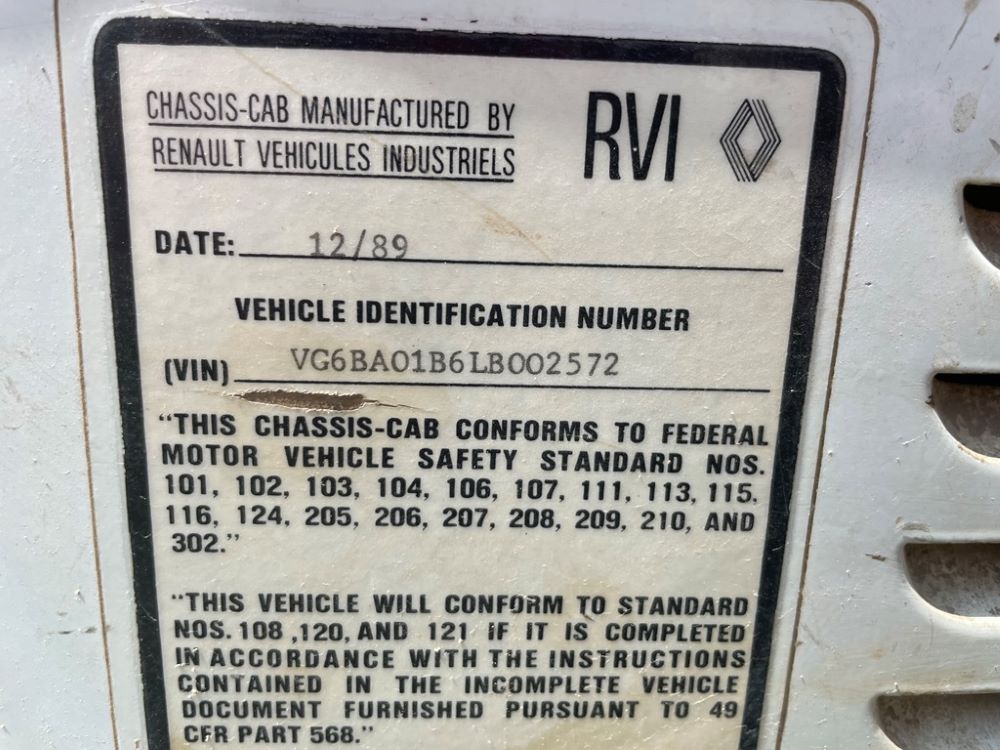 CHASSIS-CAB MANUFACTURED BY
RENAULT VEHICULES INDUSTRIELS
RVI
DATE: 12/89
VEHICLE IDENTIFICATION NUMBER
(VIN) VG6BA01B6LB002572
"THIS CHASSIS-CAB CONFORMS TO FEDERAL
MOTOR VEHICLE SAFETY STANDARD NOS.
101, 102, 103, 104, 106, 107, 111, 113, 115,
116, 124, 205, 206, 207, 208, 209, 210, AND
302."
"THIS VEHICLE WILL CONFORM TO STANDARD
NOS. 108 ,120, AND 121 IF IT IS COMPLETED
IN ACCORDANCE WITH THE INSTRUCTIONS
CONTAINED IN THE INCOMPLETE VEHICLE
DOCUMENT FURNISHED PURSUANT TO 49
CFR PART 568."